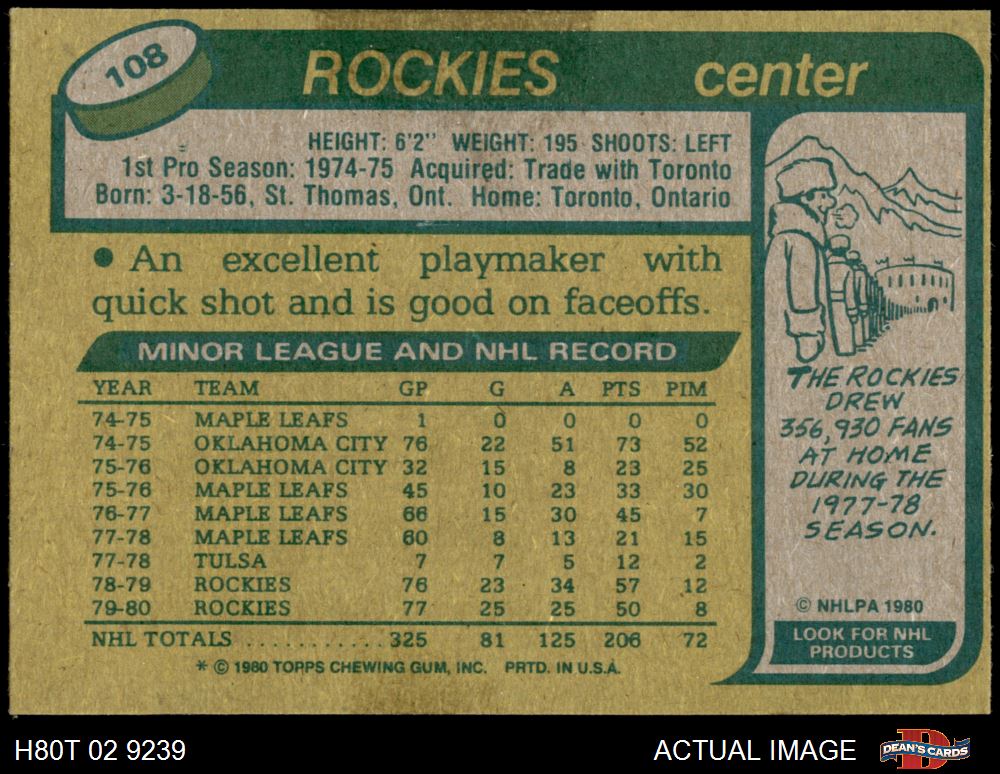 108
ROCKIES center
HEIGHT: 6'2" WEIGHT: 195 SHOOTS: LEFT
1st Pro Season: 1974-75 Acquired: Trade with Toronto
Born: 3-18-56, St. Thomas, Ont. Home: Toronto, Ontario
• An excellent playmaker with
quick shot and is good on faceoffs.
MINOR LEAGUE AND NHL RECORD
YEAR TEAM GP G A PTS PIM
74-75 MAPLE LEAFS 1 0 0 0 0
74-75 OKLAHOMA CITY 76 22 51 73 52
75-76 OKLAHOMA CITY 32 15 8 23 25
75-76 MAPLE LEAFS 45 10 23 33 30
76-77 MAPLE LEAFS 66 15 30 45 7
77-78 MAPLE LEAFS 60 8 13 21 15
77-78 TULSA 7 7 5 12 2
78-79 ROCKIES 76 23 34 57 12
79-80 ROCKIES 77 25 25 50 8
NHL TOTALS ............ 325 81 125 206 72
* © 1980 TOPPS CHEWING GUM, INC. PRTD. IN U.S.A.
THE ROCKIES
DREW
356,930 FANS
AT HOME
DURING THE
1977-78
SEASON.
© NHLPA 1980
LOOK FOR NHL
PRODUCTS
H80T 02 9239
ACTUAL IMAGE
D
DEAN'S CARDS